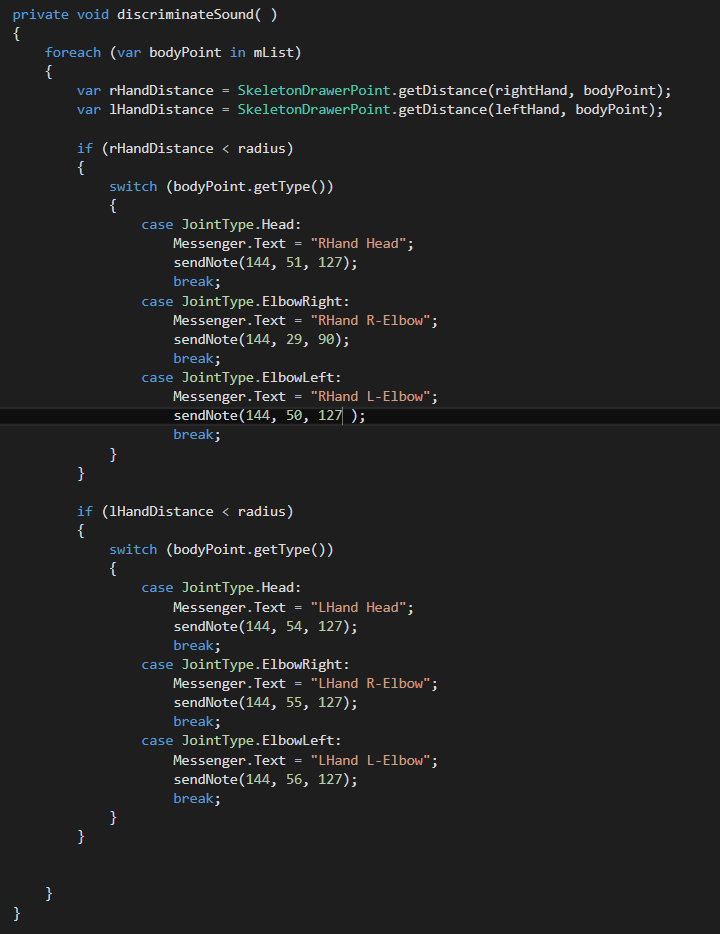 private void discriminateSound( )
{
    foreach (var bodyPoint in mList)
    {
        var rHandDistance = SkeletonDrawerPoint.getDistance(rightHand, bodyPoint);
        var lHandDistance = SkeletonDrawerPoint.getDistance(leftHand, bodyPoint);

        if (rHandDistance < radius)
        {
            switch (bodyPoint.getType())
            {
                case JointType.Head:
                    Messenger.Text = "RHand Head";
                    sendNote(144, 51, 127);
                    break;
                case JointType.ElbowRight:
                    Messenger.Text = "RHand R-Elbow";
                    sendNote(144, 29, 90);
                    break;
                case JointType.ElbowLeft:
                    Messenger.Text = "RHand L-Elbow";
                    sendNote(144, 50, 127 );
                    break;
            }
        }

        if (lHandDistance < radius)
        {
            switch (bodyPoint.getType())
            {
                case JointType.Head:
                    Messenger.Text = "LHand Head";
                    sendNote(144, 54, 127);
                    break;
                case JointType.ElbowRight:
                    Messenger.Text = "LHand R-Elbow";
                    sendNote(144, 55, 127);
                    break;
                case JointType.ElbowLeft:
                    Messenger.Text = "LHand L-Elbow";
                    sendNote(144, 56, 127);
                    break;
            }
        }


    }
}